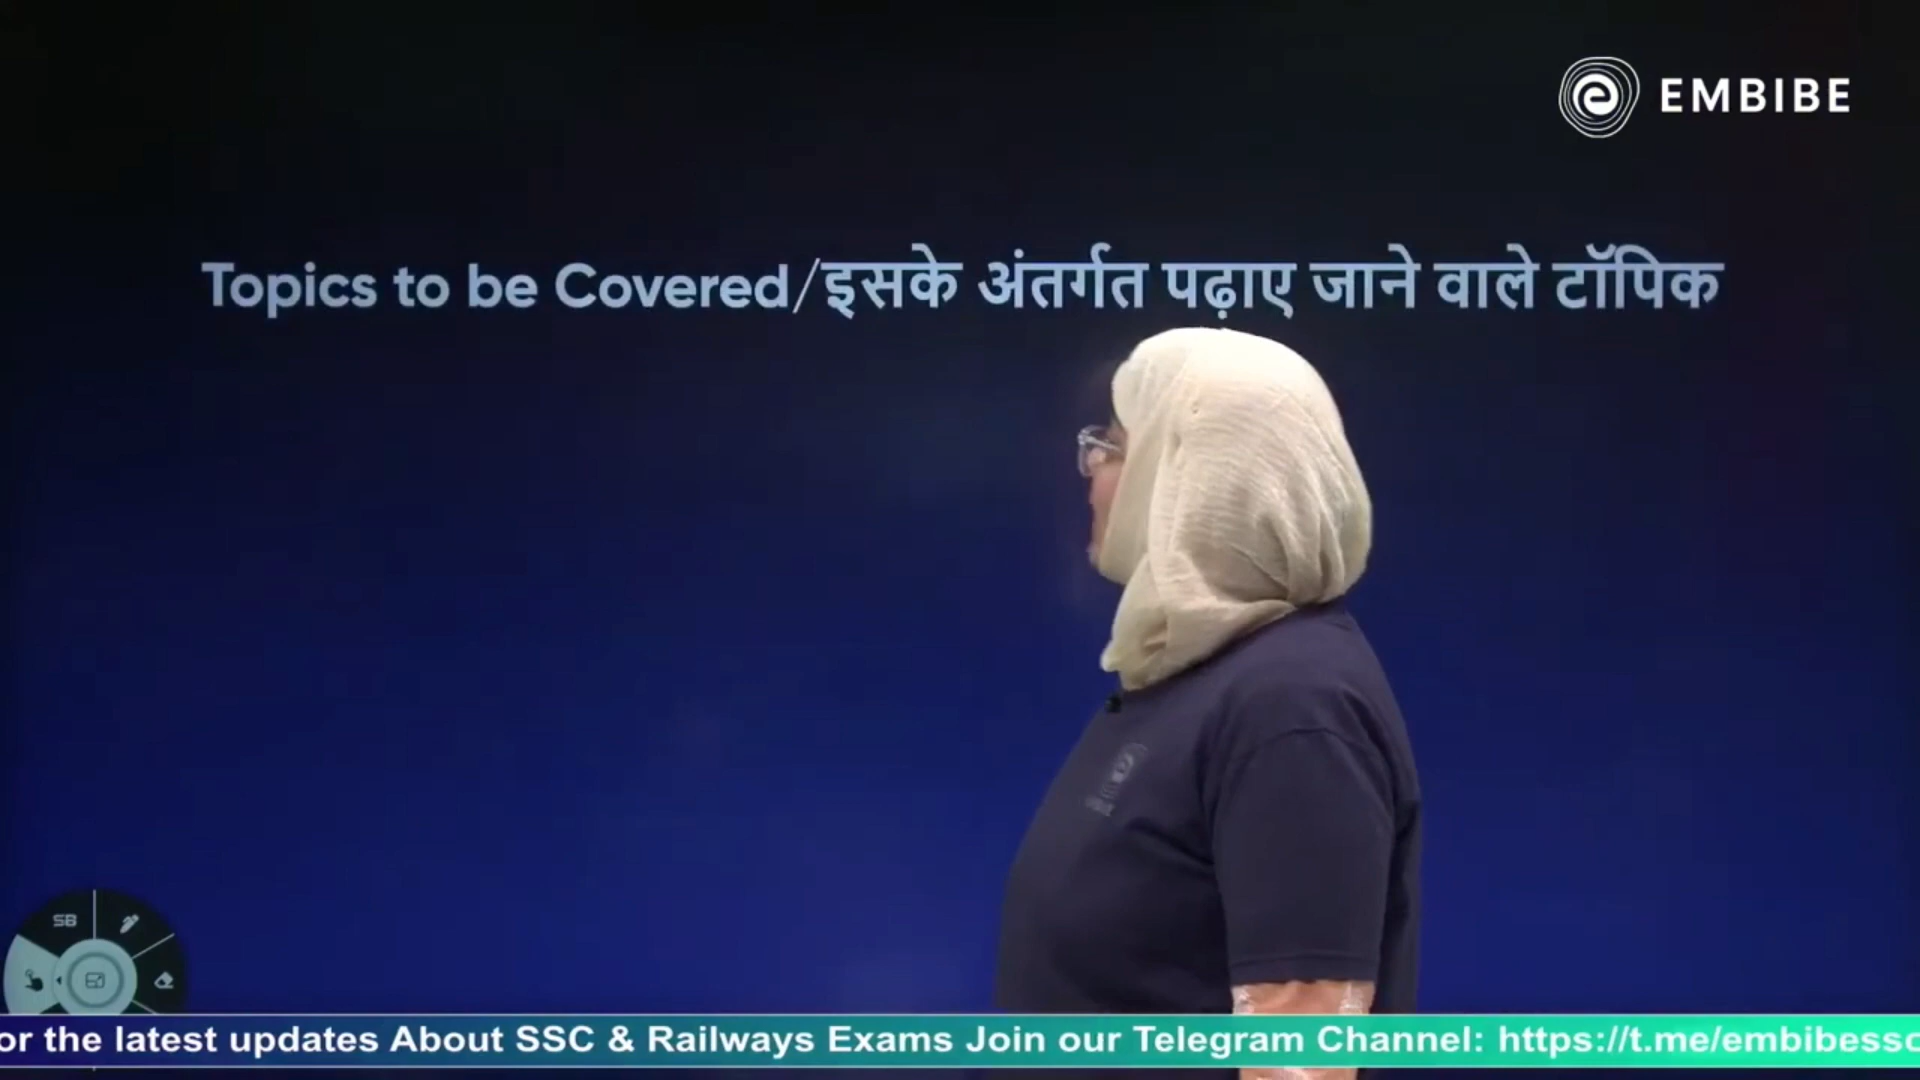 EMBIBE
Topics to be Covered/इसके अंतर्गत पढ़ाए जाने वाले टॉपिक
SB
or the latest updates About SSC & Railways Exams Join our Telegram Channel: https://t.me/embibessc